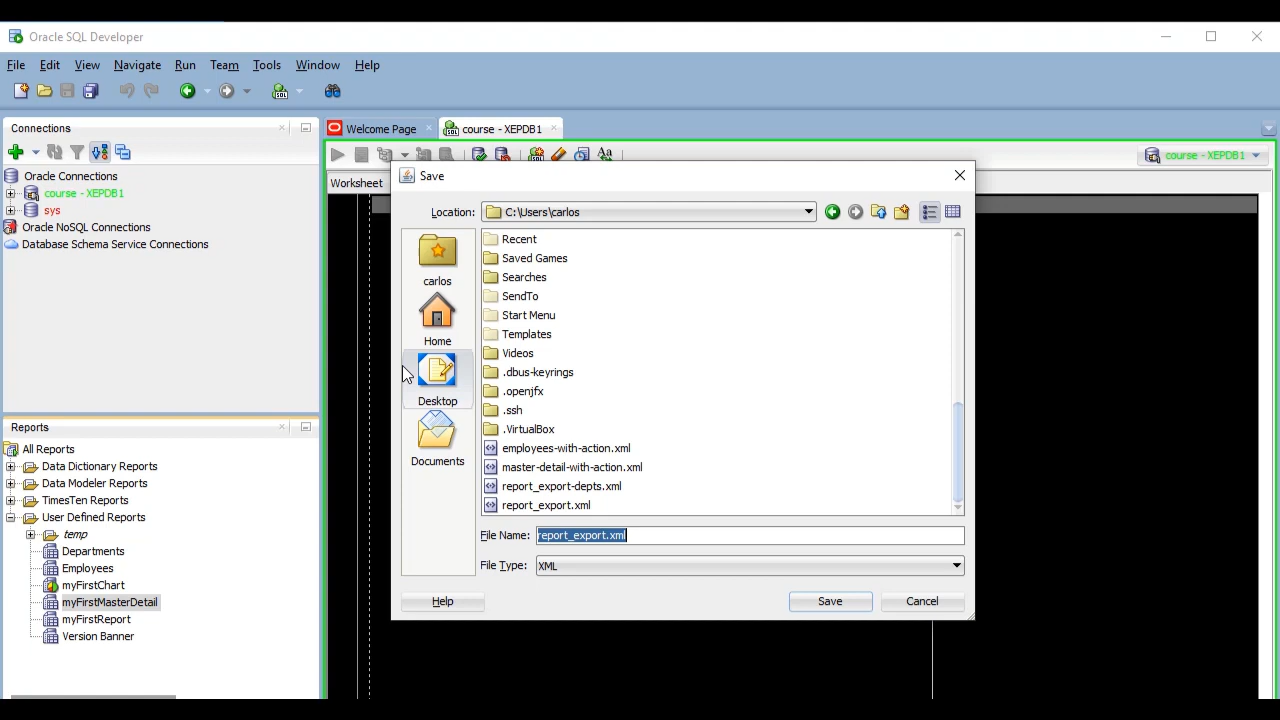 Oracle SQL Developer
File Edit View Navigate Run Team Tools Window Help
Connections
Oracle Connections
course - XEPDB1
sys
Oracle NoSQL Connections
Database Schema Service Connections
Reports
All Reports
Data Dictionary Reports
Data Modeler Reports
TimesTen Reports
User Defined Reports
temp
Departments
Employees
myFirstChart
myFirstMasterDetail
myFirstReport
Version Banner
Welcome Page
course - XEPDB1
Aa
course - XEPDB1
Worksheet
Save
Location: C:\Users\carlos
carlos
Home
Desktop
Documents
Recent
Saved Games
Searches
SendTo
Start Menu
Templates
Videos
.dbus-keyrings
.openjfx
.ssh
.VirtualBox
employees-with-action.xml
master-detail-with-action.xml
report_export-depts.xml
report_export.xml
File Name: report_export.xml
File Type: XML
Help Save Cancel